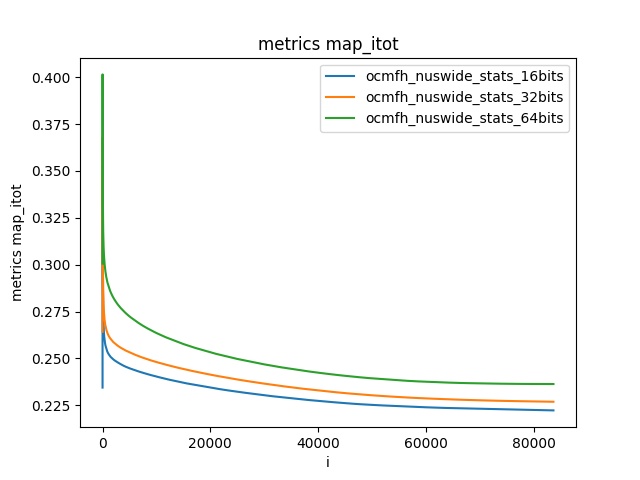 metrics map_itot
ocmfh_nuswide_stats_16bits
ocmfh_nuswide_stats_32bits
ocmfh_nuswide_stats_64bits
metrics map_itot
0.400
0.375
0.350
0.325
0.300
0.275
0.250
0.225
0 20000 40000 60000 80000
i